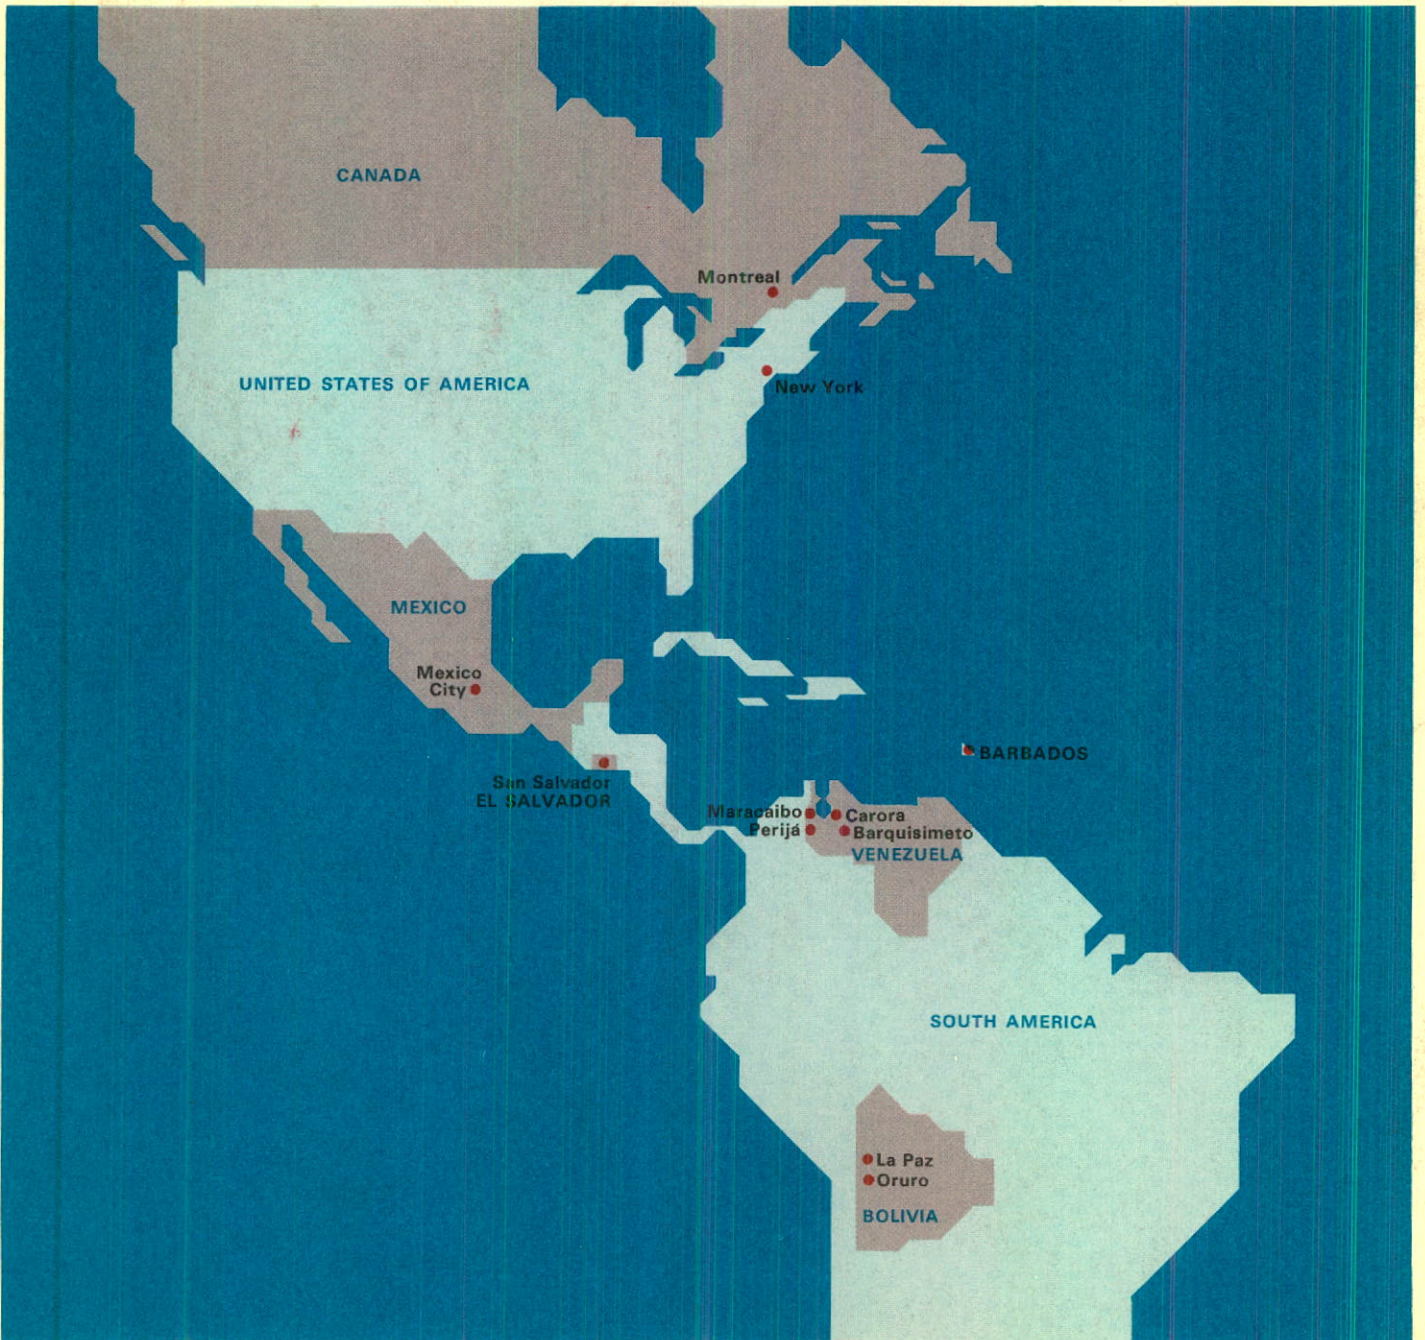 CANADA
Montreal
UNITED STATES OF AMERICA
New York
MEXICO
Mexico
City
BARBADOS
San Salvador
EL SALVADOR
Maracaibo
Carora
Perijá
Barquisimeto
VENEZUELA
SOUTH AMERICA
La Paz
Oruro
BOLIVIA